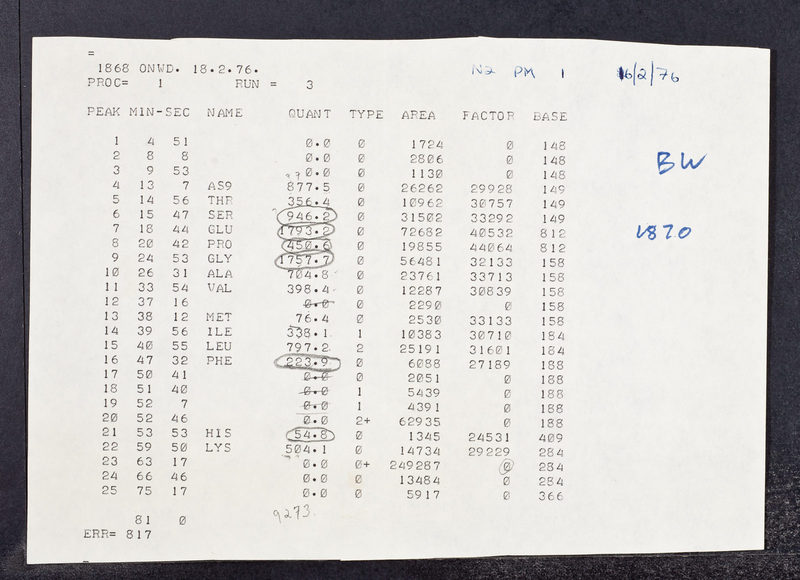 =
1868 ONWD. 18.2.76. N2 PM 1 16/2/76
PROC= 1 RUN = 3
PEAK MIN-SEC NAME QUANT TYPE AREA FACTOR BASE
1 4 51 0.0 0 1724 0 148
2 8 8 0.0 0 2806 0 148
3 9 53 0.0 0 1130 0 148
4 13 7 AS9 877.5 0 26262 29928 149
5 14 56 THR 356.4 0 10962 30757 149
6 15 47 SER 946.2 0 31502 33292 149
7 18 44 GLU 1793.2 0 72682 40532 812
8 20 42 PRO 450.6 0 19855 44064 812
9 24 53 GLY 1757.7 0 56481 32133 158
10 26 31 ALA 704.8 0 23761 33713 158
11 33 54 VAL 398.4 0 12287 30839 158
12 37 16 0.0 0 2290 0 158
13 38 12 MET 76.4 0 2530 33133 158
14 39 56 ILE 338.1 1 10383 30710 184
15 40 55 LEU 797.2 2 25191 31601 184
16 47 32 PHE 223.9 0 6088 27189 188
17 50 41 0.0 0 2051 0 188
18 51 40 0.0 1 5439 0 188
19 52 7 0.0 1 4391 0 188
20 52 46 0.0 2+ 62935 0 188
21 53 53 HIS 54.8 0 1345 24531 409
22 59 50 LYS 504.1 0 14734 29229 284
23 63 17 0.0 0+ 249287 0 284
24 66 46 0.0 0 13484 0 284
25 75 17 0.0 0 5917 0 366
81 0
9273.
ERR= 817
=
BW
1870